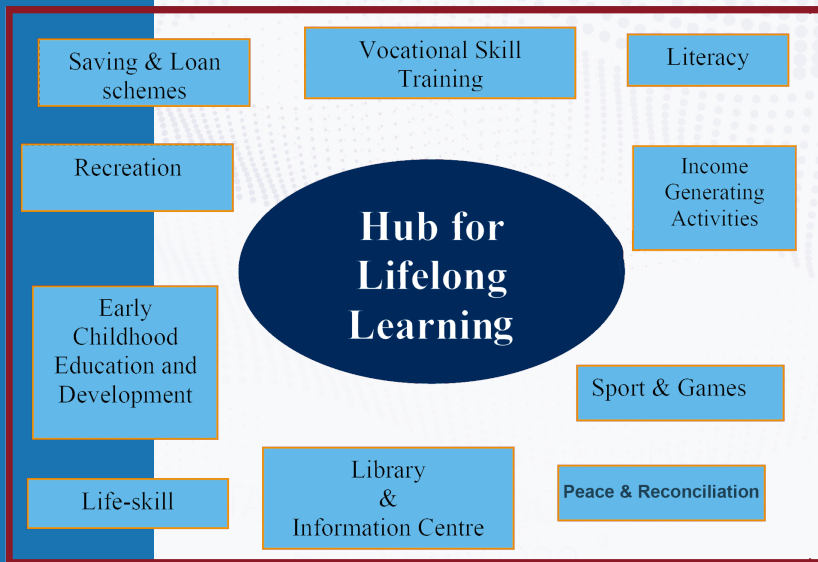 Saving & Loan
schemes
Vocational Skill
Training
Literacy
Recreation
Income
Generating
Activities
Hub for
Lifelong
Learning
Early
Childhood
Education and
Development
Sport & Games
Life-skill
Library
&
Information Centre
Peace & Reconciliation